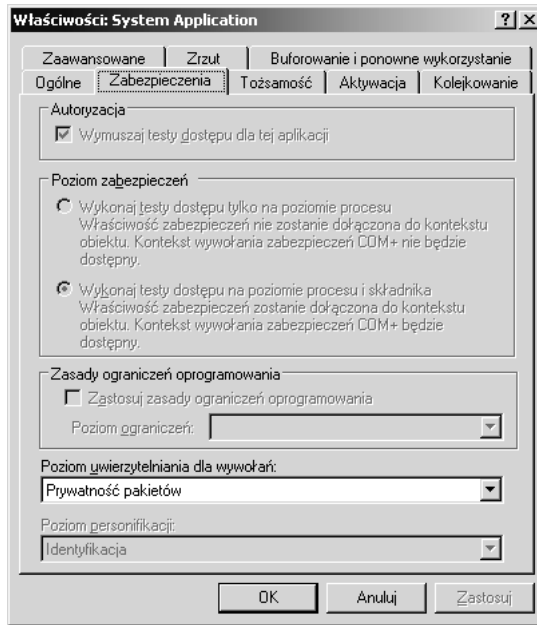 Właściwości: System Application
Zaawansowane Zrzut Buforowanie i ponowne wykorzystanie
Ogólne Zabezpieczenia Tożsamość Aktywacja Kolejkowanie
Autoryzacja
Wymuszaj testy dostępu dla tej aplikacji
Poziom zabezpieczeń
Wykonaj testy dostępu tylko na poziomie procesu
Właściwość zabezpieczeń nie zostanie dołączona do kontekstu
obiektu. Kontekst wywołania zabezpieczeń COM+ nie będzie
dostępny.
Wykonaj testy dostępu na poziomie procesu i składnika
Właściwość zabezpieczeń zostanie dołączona do kontekstu
obiektu. Kontekst wywołania zabezpieczeń COM+ będzie
dostępny.
Zasady ograniczeń oprogramowania
Zastosuj zasady ograniczeń oprogramowania
Poziom ograniczeń:
Poziom uwierzytelniania dla wywołań:
Prywatność pakietów
Poziom personifikacji:
Identyfikacja
OK Anuluj Zastosuj